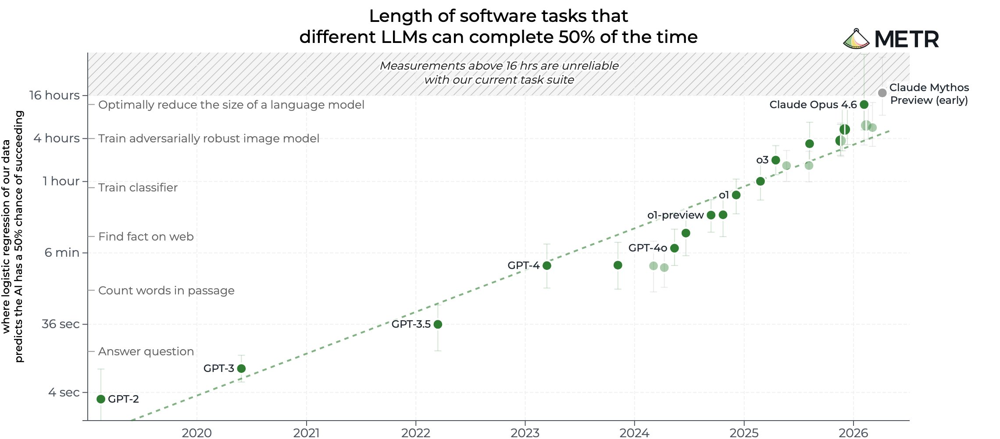 Length of software tasks that
different LLMs can complete 50% of the time
METR
Measurements above 16 hrs are unreliable
with our current task suite
where logistic regression of our data
predicts the AI has a 50% chance of succeeding
16 hours
4 hours
1 hour
6 min
36 sec
4 sec
Optimally reduce the size of a language model
Train adversarially robust image model
Train classifier
Find fact on web
Count words in passage
Answer question
Claude Mythos
Preview (early)
Claude Opus 4.6
o3
o1
o1-preview
GPT-4o
GPT-4
GPT-3.5
GPT-3
GPT-2
2020
2021
2022
2023
2024
2025
2026